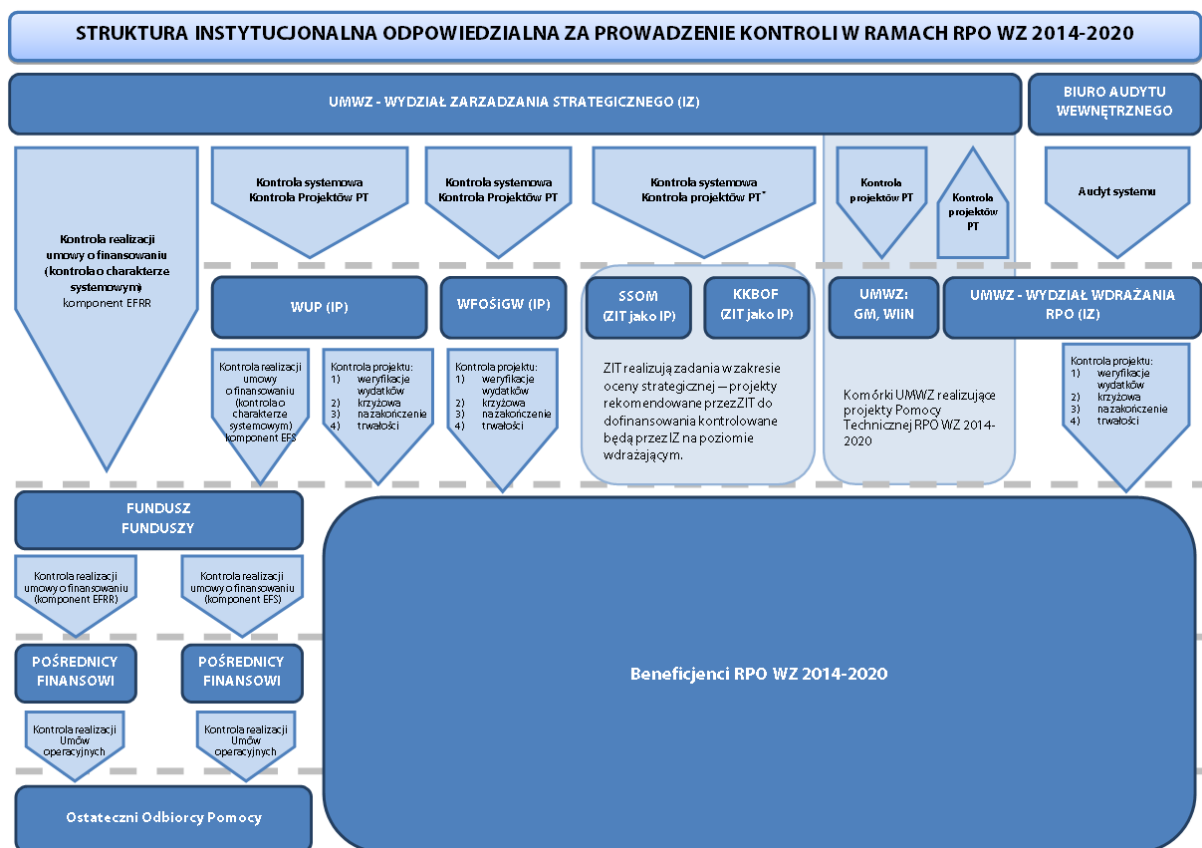 STRUKTURA INSTYTUCJONALNA ODPOWIEDZIALNA ZA PROWADZENIE KONTROLI W RAMACH RPO WZ 2014-2020
UMWZ - WYDZIAŁ ZARZADZANIA STRATEGICZNEGO (IZ)
BIURO AUDYTU
WEWNĘTRZNEGO
Kontrola realizacji
umowy o finansowaniu
(kontrola o charakterze
systemowym)
komponent EFRR
Kontrola systemowa
Kontrola Projektów PT
Kontrola systemowa
Kontrola Projektów PT
Kontrola systemowa
Kontrola projektów PT*
Kontrola
projektów PT
Kontrola
projektów
PT
Audyt systemu
WUP (IP)
WFOŚiGW (IP)
SSOM
(ZIT jako IP)
KKBOF
(ZIT jako IP)
UMWZ:
GM, WIiN
UMWZ - WYDZIAŁ WDRAŻANIA
RPO (IZ)
Kontrola realizacji
umowy
o finansowaniu
(kontrola o
charakterze
systemowym)
komponent EFS
Kontrola projektu:
1) weryfikacje
wydatków
2) krzyżowa
3) na zakończenie
4) trwałości
Kontrola projektu:
1) weryfikacje
wydatków
2) krzyżowa
3) na zakończenie
4) trwałości
ZIT realizują zadania w zakresie
oceny strategicznej – projekty
rekomendowane przez ZIT do
dofinansowania kontrolowane
będą przez IZ na poziomie
wdrażającym.
Komórki UMWZ realizujące
projekty Pomocy
Technicznej RPO WZ 2014-
2020
Kontrola projektu:
1) weryfikacje
wydatków
2) krzyżowa
3) na zakończenie
4) trwałości
FUNDUSZ
FUNDUSZY
Kontrola realizacji
umowy o finansowaniu
(komponent EFRR)
Kontrola realizacji
umowy o finansowaniu
(komponent EFS)
POŚREDNICY
FINANSOWI
POŚREDNICY
FINANSOWI
Beneficjenci RPO WZ 2014-2020
Kontrola realizacji
Umów
operacyjnych
Kontrola realizacji
Umów
operacyjnych
Ostateczni Odbiorcy Pomocy